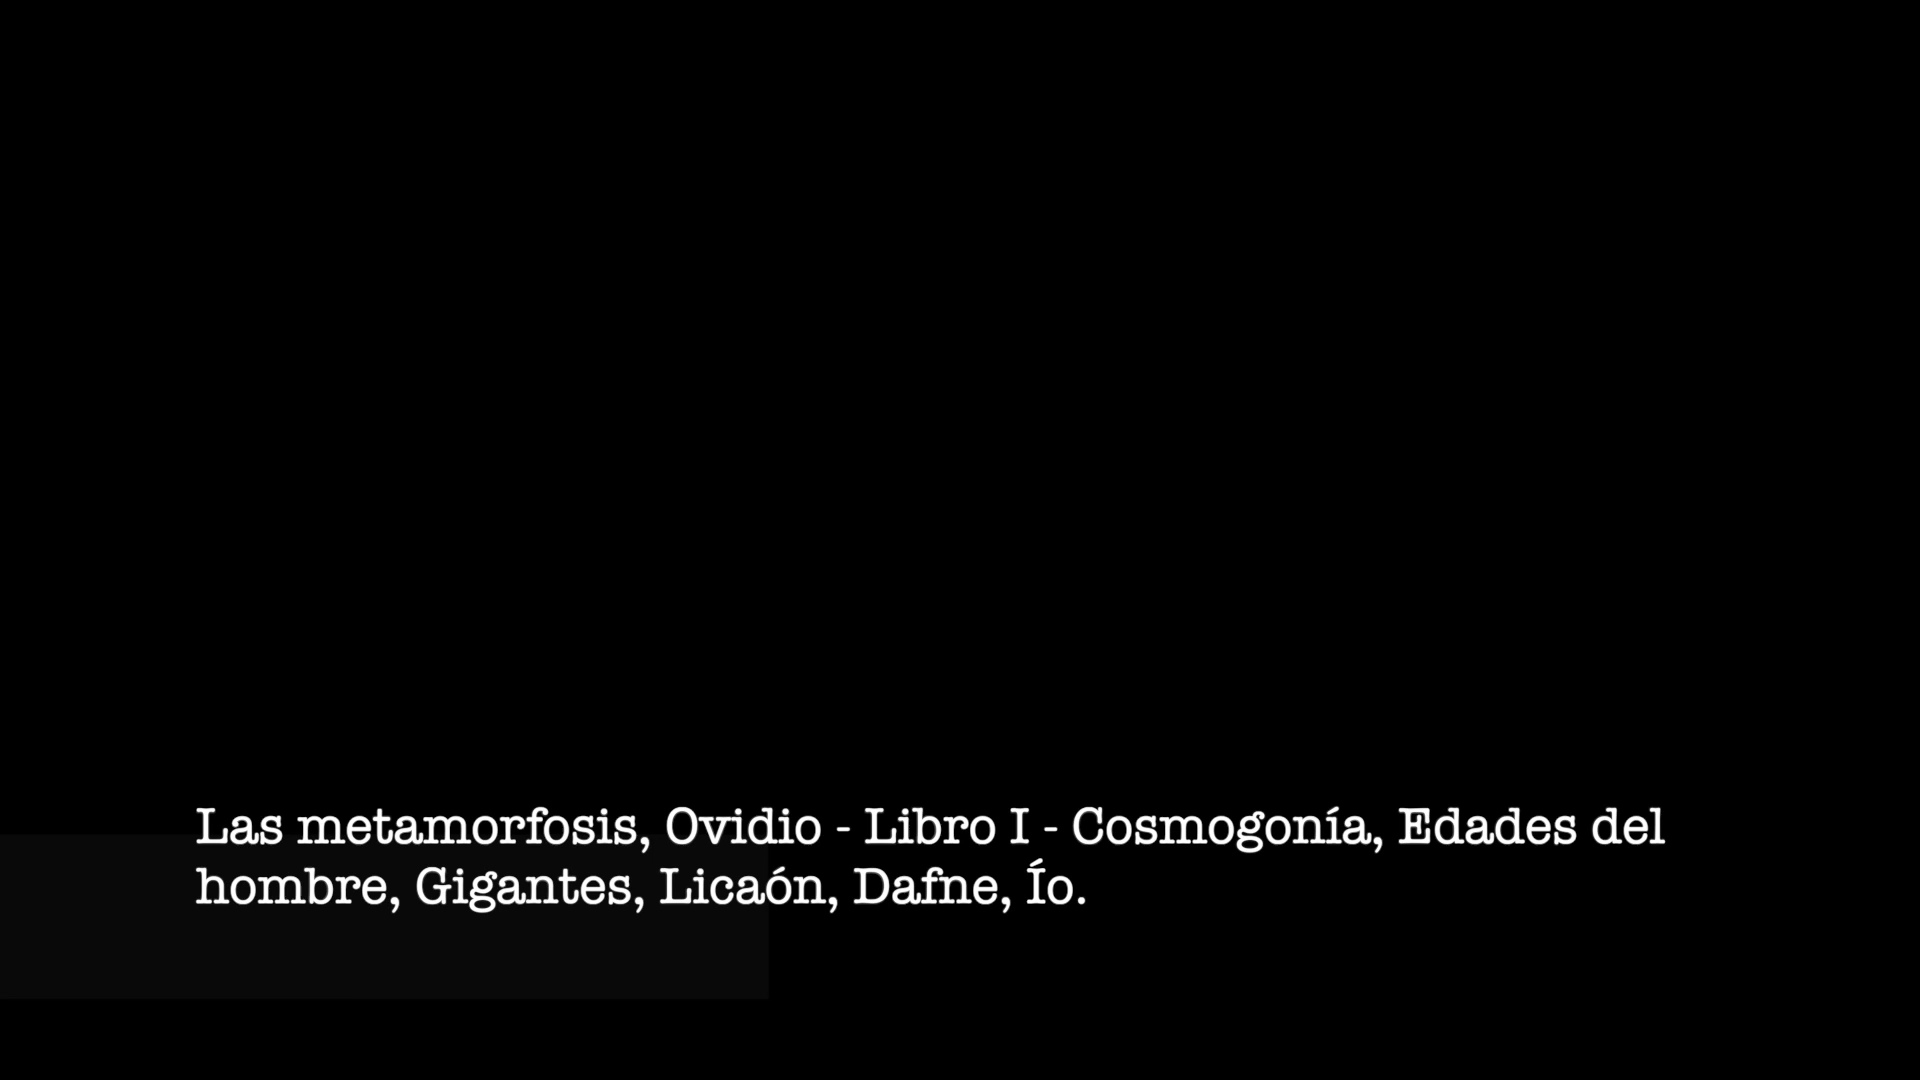 Las metamorfosis, Ovidio - Libro I - Cosmogonía, Edades del
hombre, Gigantes, Licaón, Dafne, Ío.